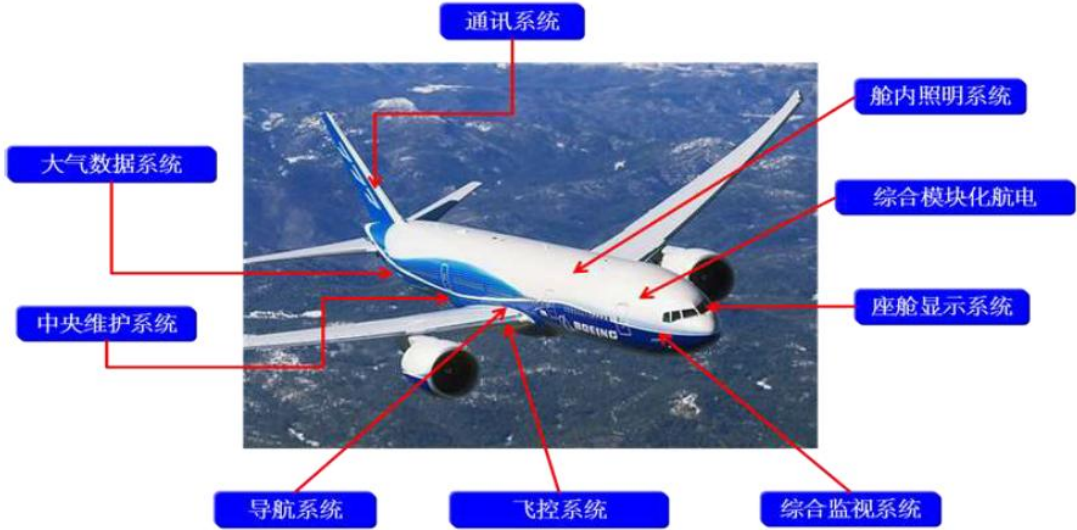 通讯系统
舱内照明系统
大气数据系统
综合模块化航电
座舱显示系统
中央维护系统
BOEING
导航系统
飞控系统
综合监视系统